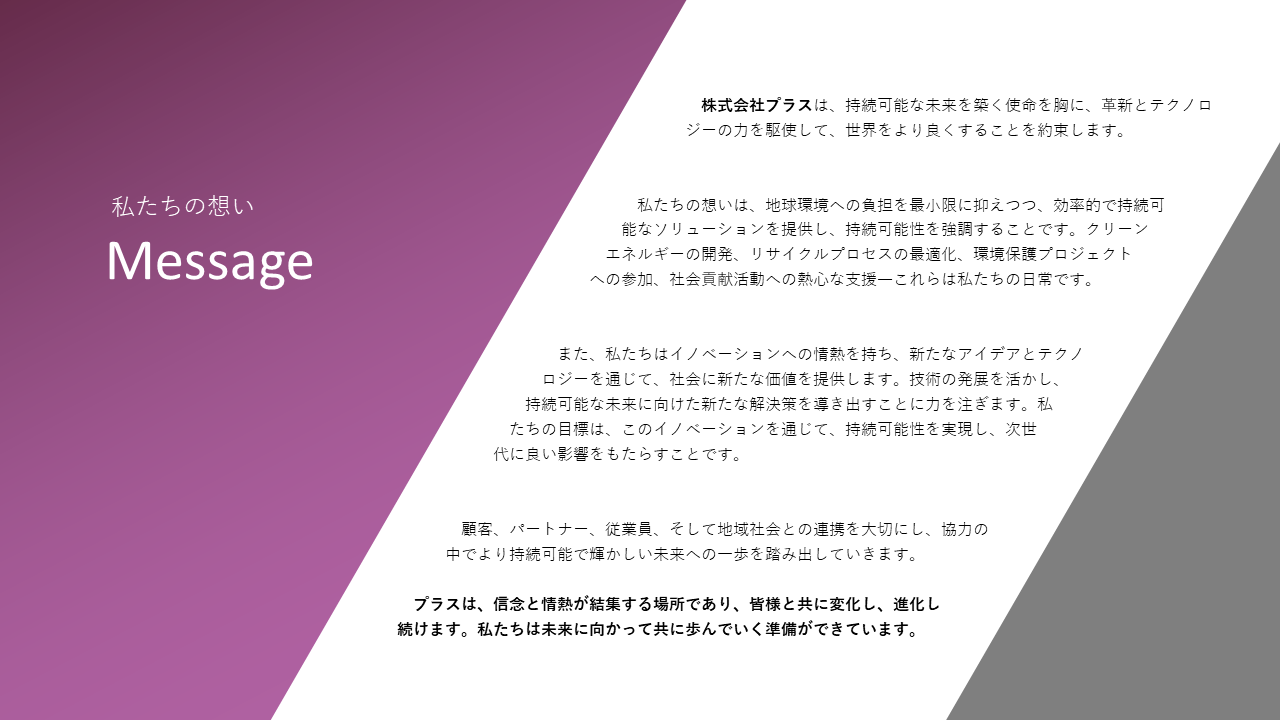 私たちの想い
Message
株式会社プラスは、持続可能な未来を築く使命を胸に、革新とテクノロ
ジーの力を駆使して、世界をより良くすることを約束します。
私たちの想いは、地球環境への負担を最小限に抑えつつ、効率的で持続可
能なソリューションを提供し、持続可能性を強調することです。クリーン
エネルギーの開発、リサイクルプロセスの最適化、環境保護プロジェクト
への参加、社会貢献活動への熱心な支援―これらは私たちの日常です。
また、私たちはイノベーションへの情熱を持ち、新たなアイデアとテクノ
ロジーを通じて、社会に新たな価値を提供します。技術の発展を活かし、
持続可能な未来に向けた新たな解決策を導き出すことに力を注ぎます。私
たちの目標は、このイノベーションを通じて、持続可能性を実現し、次世
代に良い影響をもたらすことです。
顧客、パートナー、従業員、そして地域社会との連携を大切にし、協力の
中でより持続可能で輝かしい未来への一歩を踏み出していきます。
プラスは、信念と情熱が結集する場所であり、皆様と共に変化し、進化し
続けます。私たちは未来に向かって共に歩んでいく準備ができています。